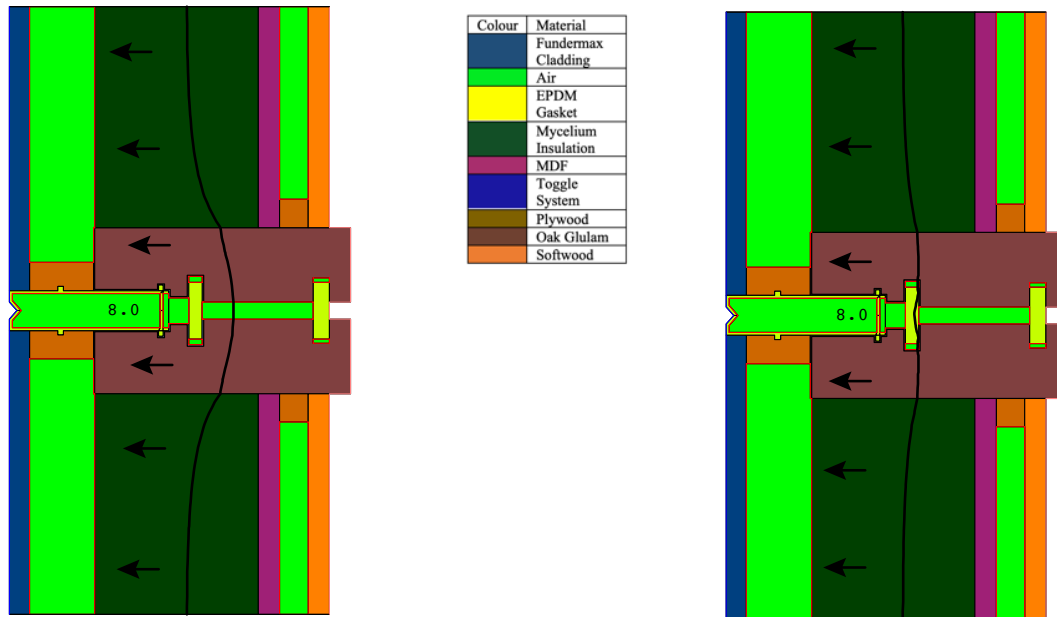 Colour Material
Fundermax
Cladding
Air
EPDM
Gasket
Mycelium
Insulation
MDF
Toggle
System
Plywood
Oak Glulam
Softwood
8.0
8.0